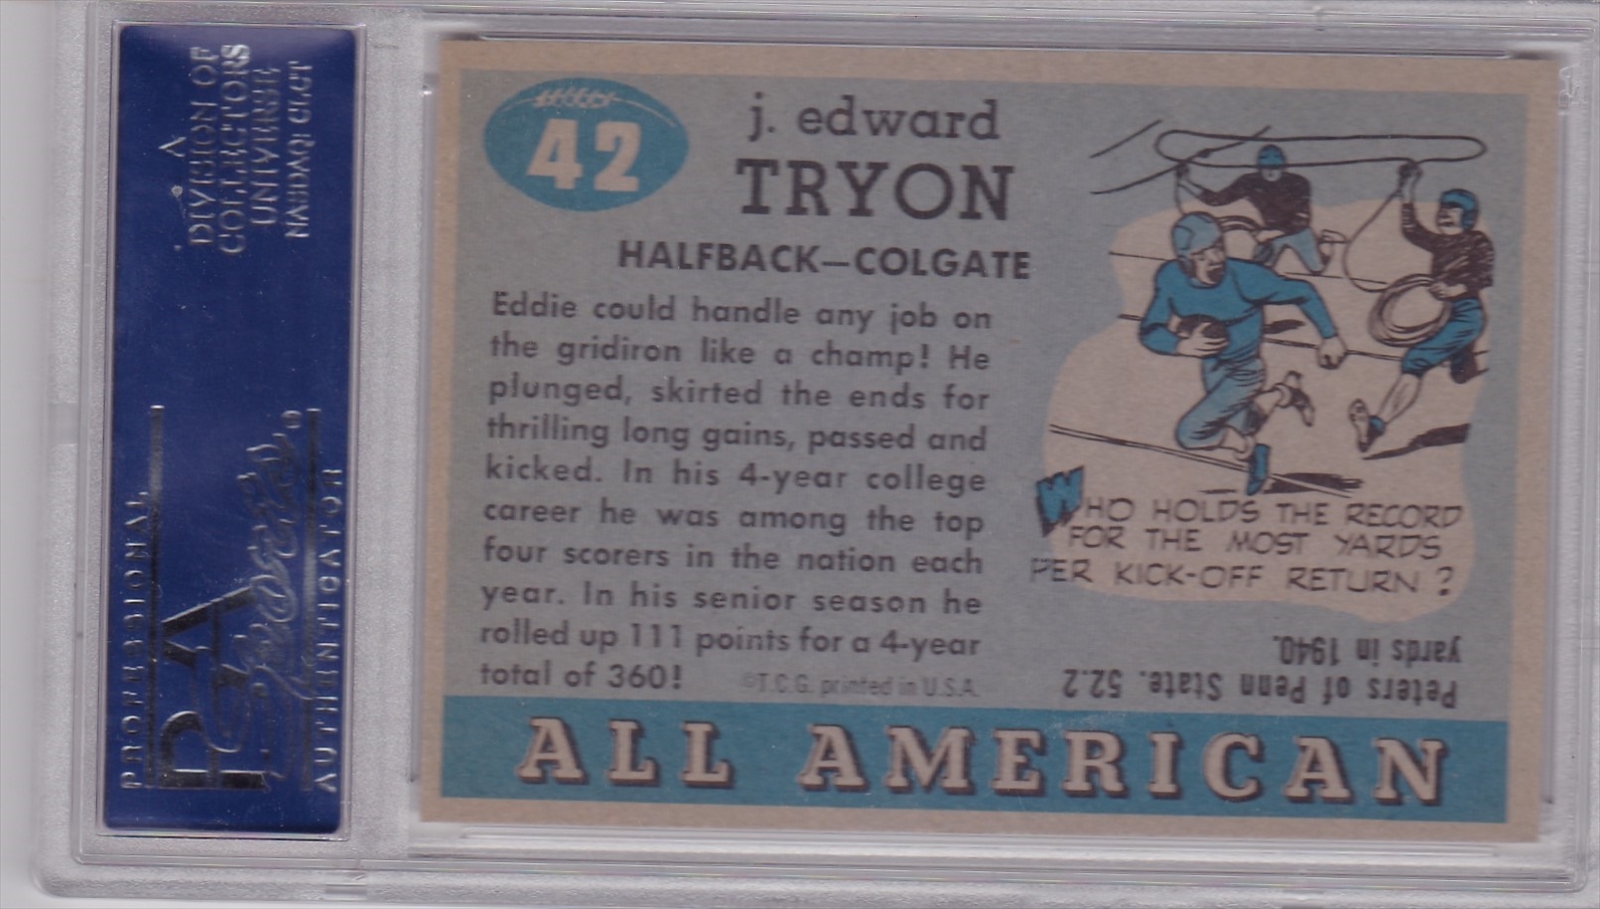 A
DIVISION OF
COLLECTORS
UNIVERSE
NASDAQ: CLCT
PROFESSIONAL
PSA
AUTHENTICATOR
42
j. edward
TRYON
HALFBACK—COLGATE
Eddie could handle any job on
the gridiron like a champ! He
plunged, skirted the ends for
thrilling long gains, passed and
kicked. In his 4-year college
career he was among the top
four scorers in the nation each
year. In his senior season he
rolled up 111 points for a 4-year
total of 360!
©T.C.G. printed in U.S.A.
WHO HOLDS THE RECORD
FOR THE MOST YARDS
PER KICK-OFF RETURN?
Peters of Penn State. 52.2
yards in 1940.
ALL AMERICAN